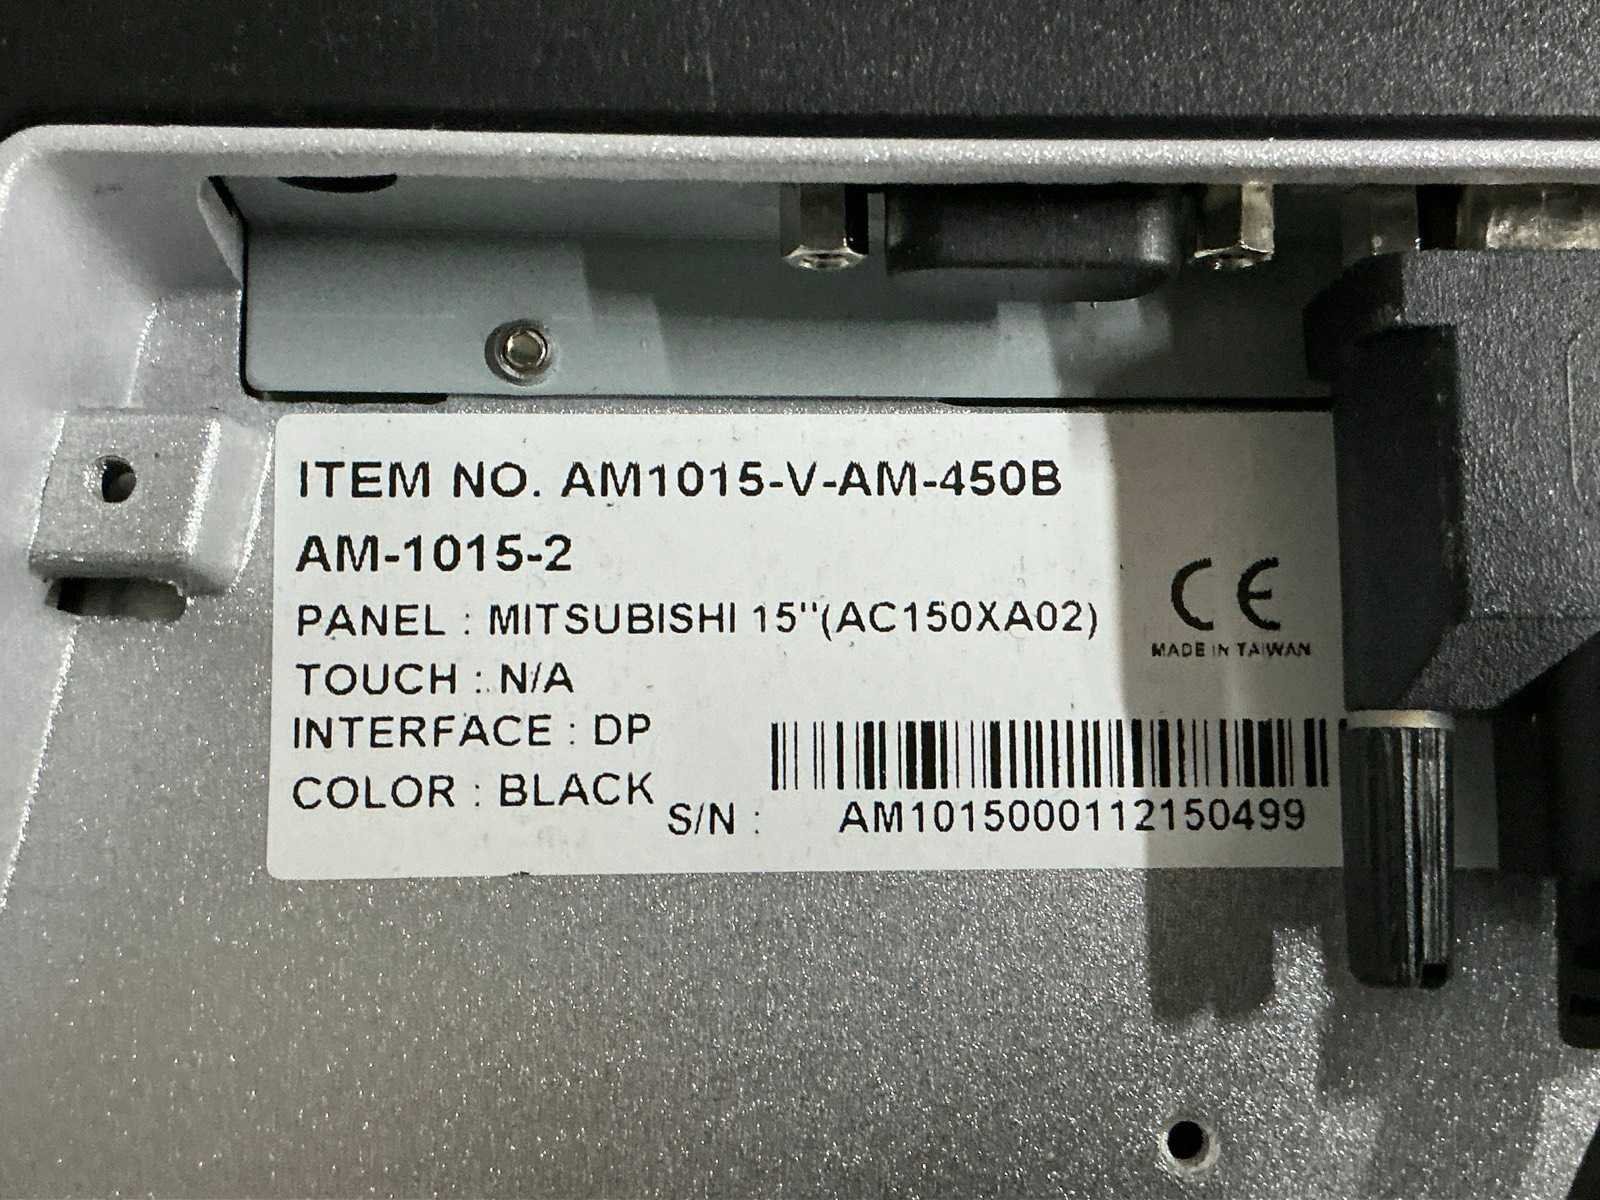 ITEM NO. AM1015-V-AM-450B
AM-1015-2
PANEL : MITSUBISHI 15"(AC150XA02)
CE
MADE IN TAIWAN
TOUCH : N/A
INTERFACE : DP
COLOR : BLACK
S/N : AM1015000112150499